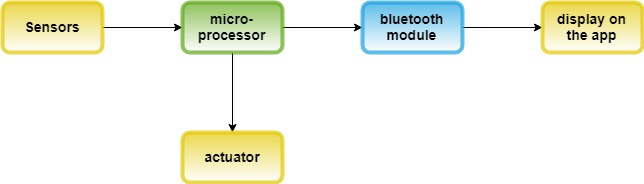 Sensors
micro-
processor
bluetooth
module
display on
the app
actuator